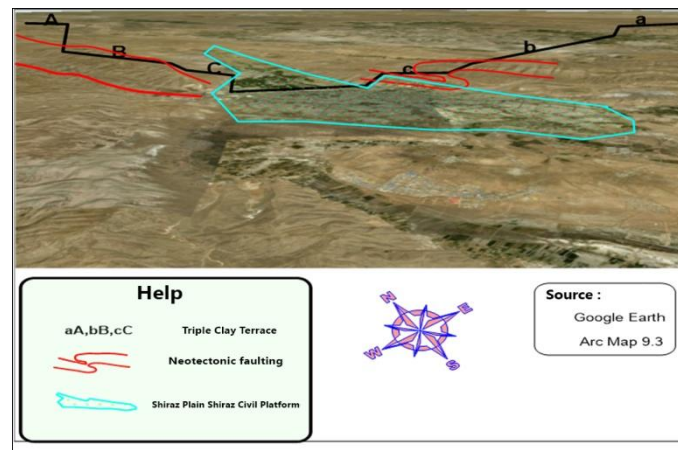 A
a
B
b
C
c
Help
aA,bB,cC Triple Clay Terrace
Neotectonic faulting
Shiraz Plain Shiraz Civil Platform
N
E
W
S
Source :
Google Earth
Arc Map 9.3